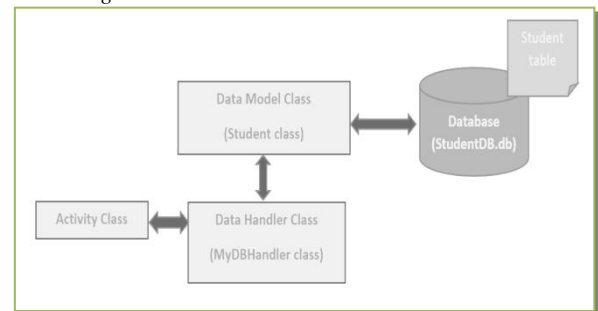 Student
table
Data Model Class
(Student class)
Database
(StudentDB.db)
Activity Class
Data Handler Class
(MyDBHandler class)